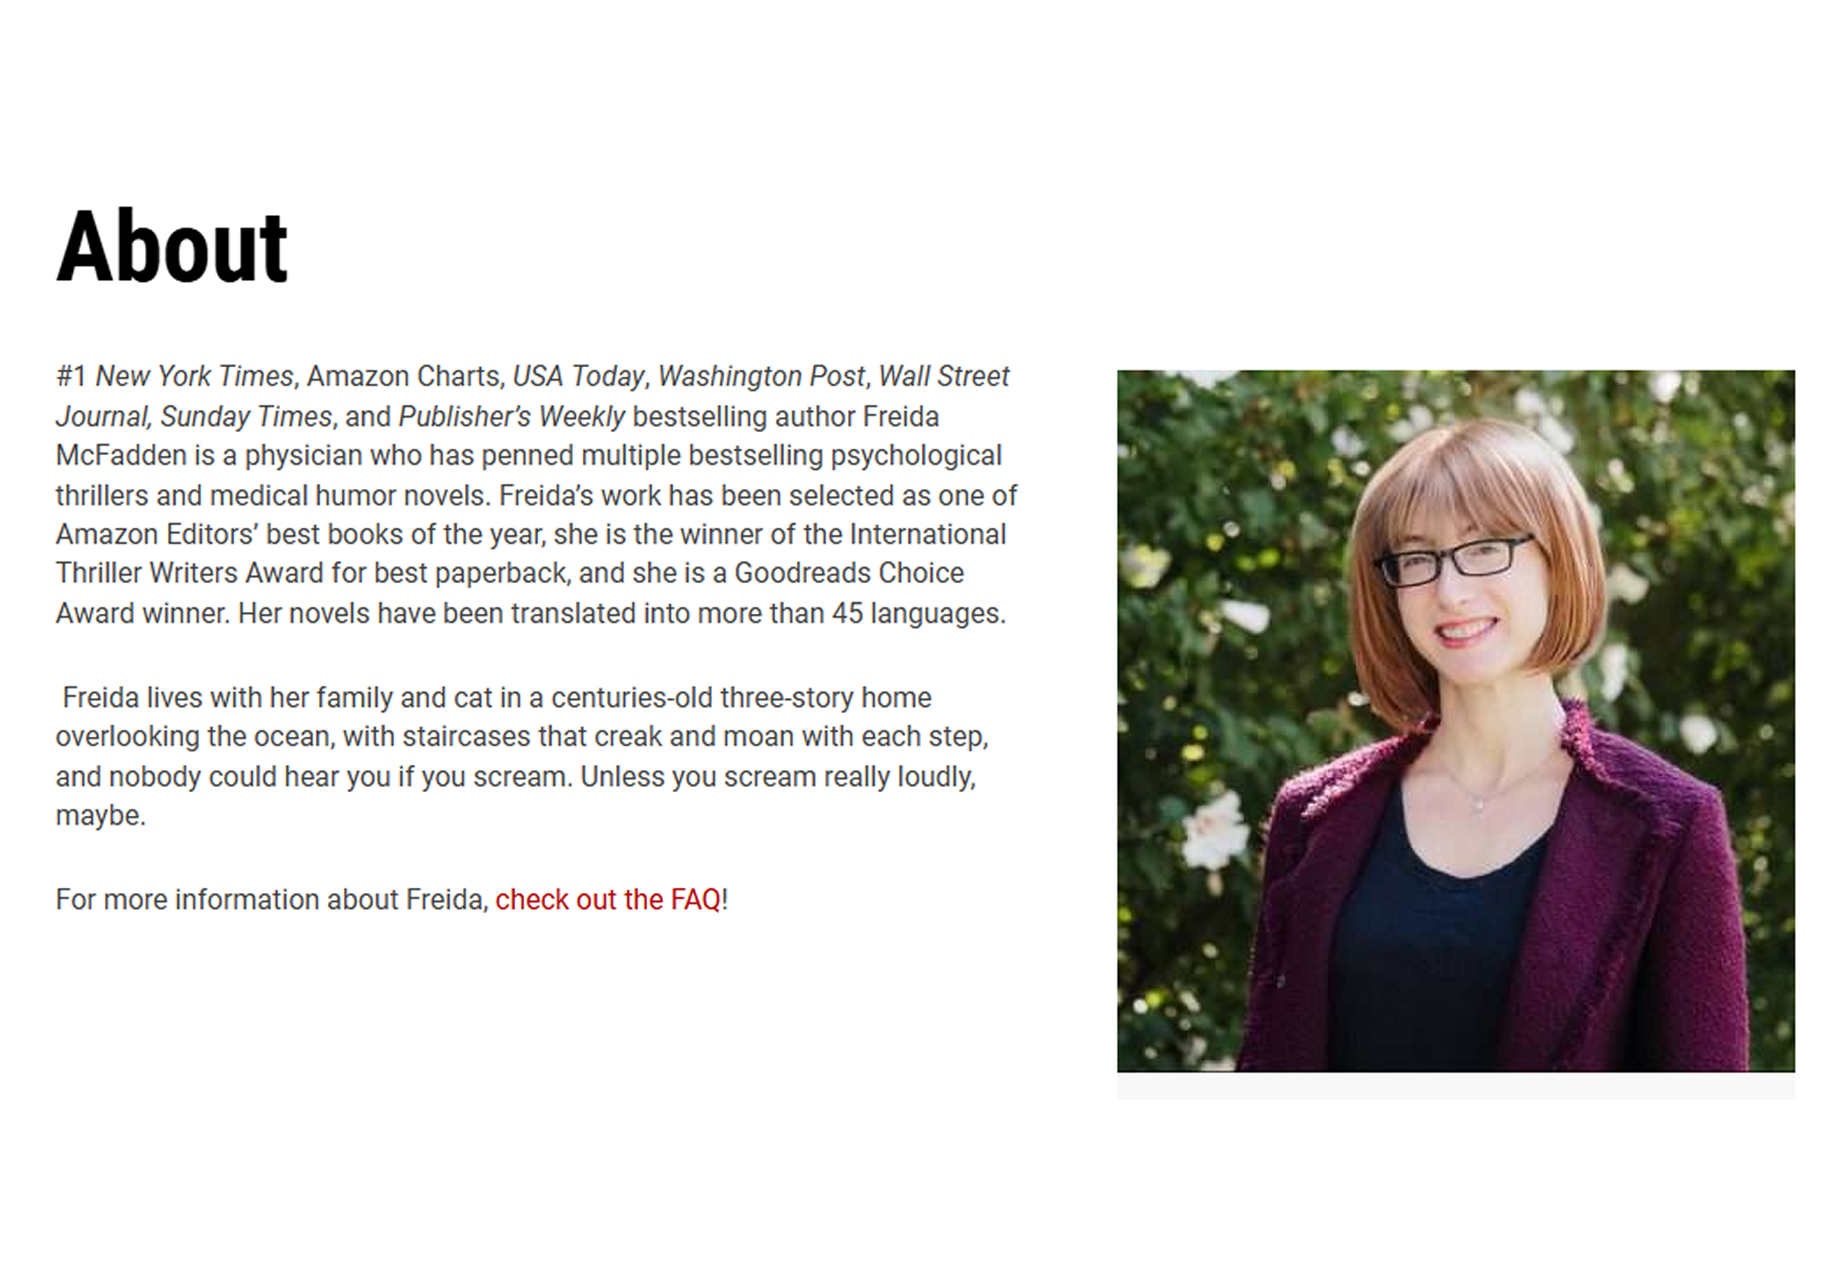 About
#1 New York Times, Amazon Charts, USA Today, Washington Post, Wall Street
Journal, Sunday Times, and Publisher’s Weekly bestselling author Freida
McFadden is a physician who has penned multiple bestselling psychological
thrillers and medical humor novels. Freida’s work has been selected as one of
Amazon Editors’ best books of the year, she is the winner of the International
Thriller Writers Award for best paperback, and she is a Goodreads Choice
Award winner. Her novels have been translated into more than 45 languages.
Freida lives with her family and cat in a centuries-old three-story home
overlooking the ocean, with staircases that creak and moan with each step,
and nobody could hear you if you scream. Unless you scream really loudly,
maybe.
For more information about Freida, check out the FAQ!